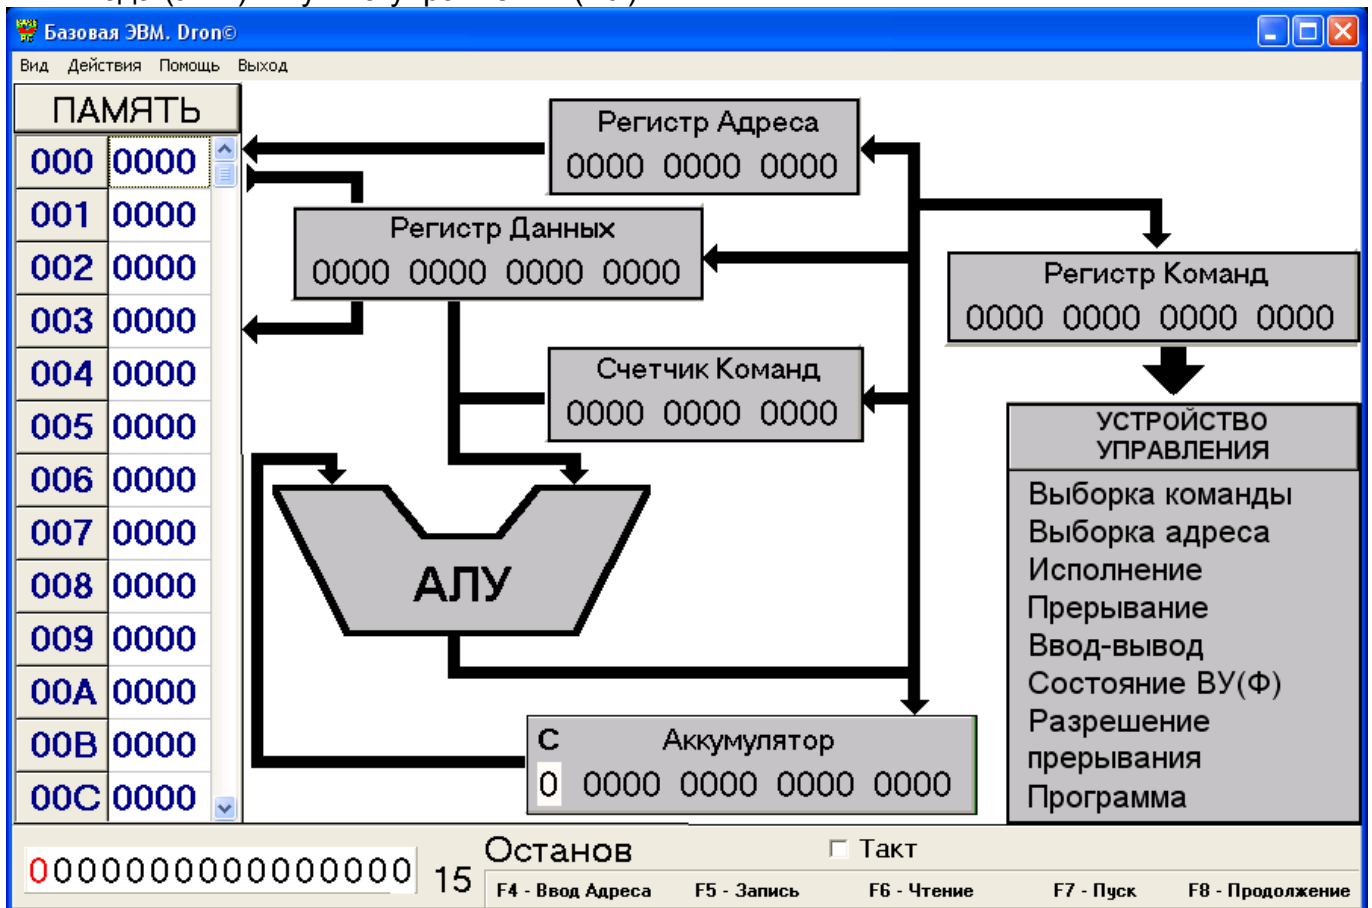 Базовая ЭВМ. Dron©
Вид Действия Помощь Выход
ПАМЯТЬ
000 0000
001 0000
002 0000
003 0000
004 0000
005 0000
006 0000
007 0000
008 0000
009 0000
00A 0000
00B 0000
00C 0000
Регистр Адреса
0000 0000 0000
Регистр Данных
0000 0000 0000 0000
Регистр Команд
0000 0000 0000 0000
Счетчик Команд
0000 0000 0000
АЛУ
С Аккумулятор
0 0000 0000 0000 0000
УСТРОЙСТВО
УПРАВЛЕНИЯ
Выборка команды
Выборка адреса
Исполнение
Прерывание
Ввод-вывод
Состояние ВУ(Ф)
Разрешение
прерывания
Программа
0000000000000000 15
Останов Такт
F4 - Ввод Адреса F5 - Запись F6 - Чтение F7 - Пуск F8 - Продолжение